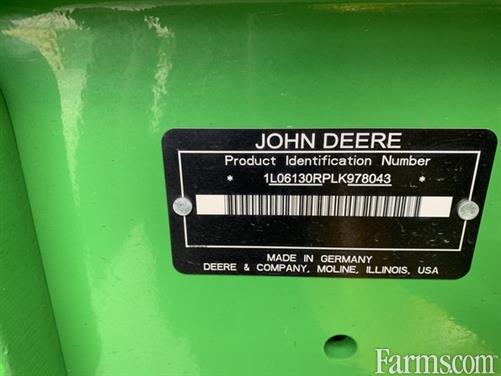 JOHN DEERE
Product Identification Number
* 1L06130RPLK978043 *
MADE IN GERMANY
DEERE & COMPANY, MOLINE, ILLINOIS, USA
Farms.com